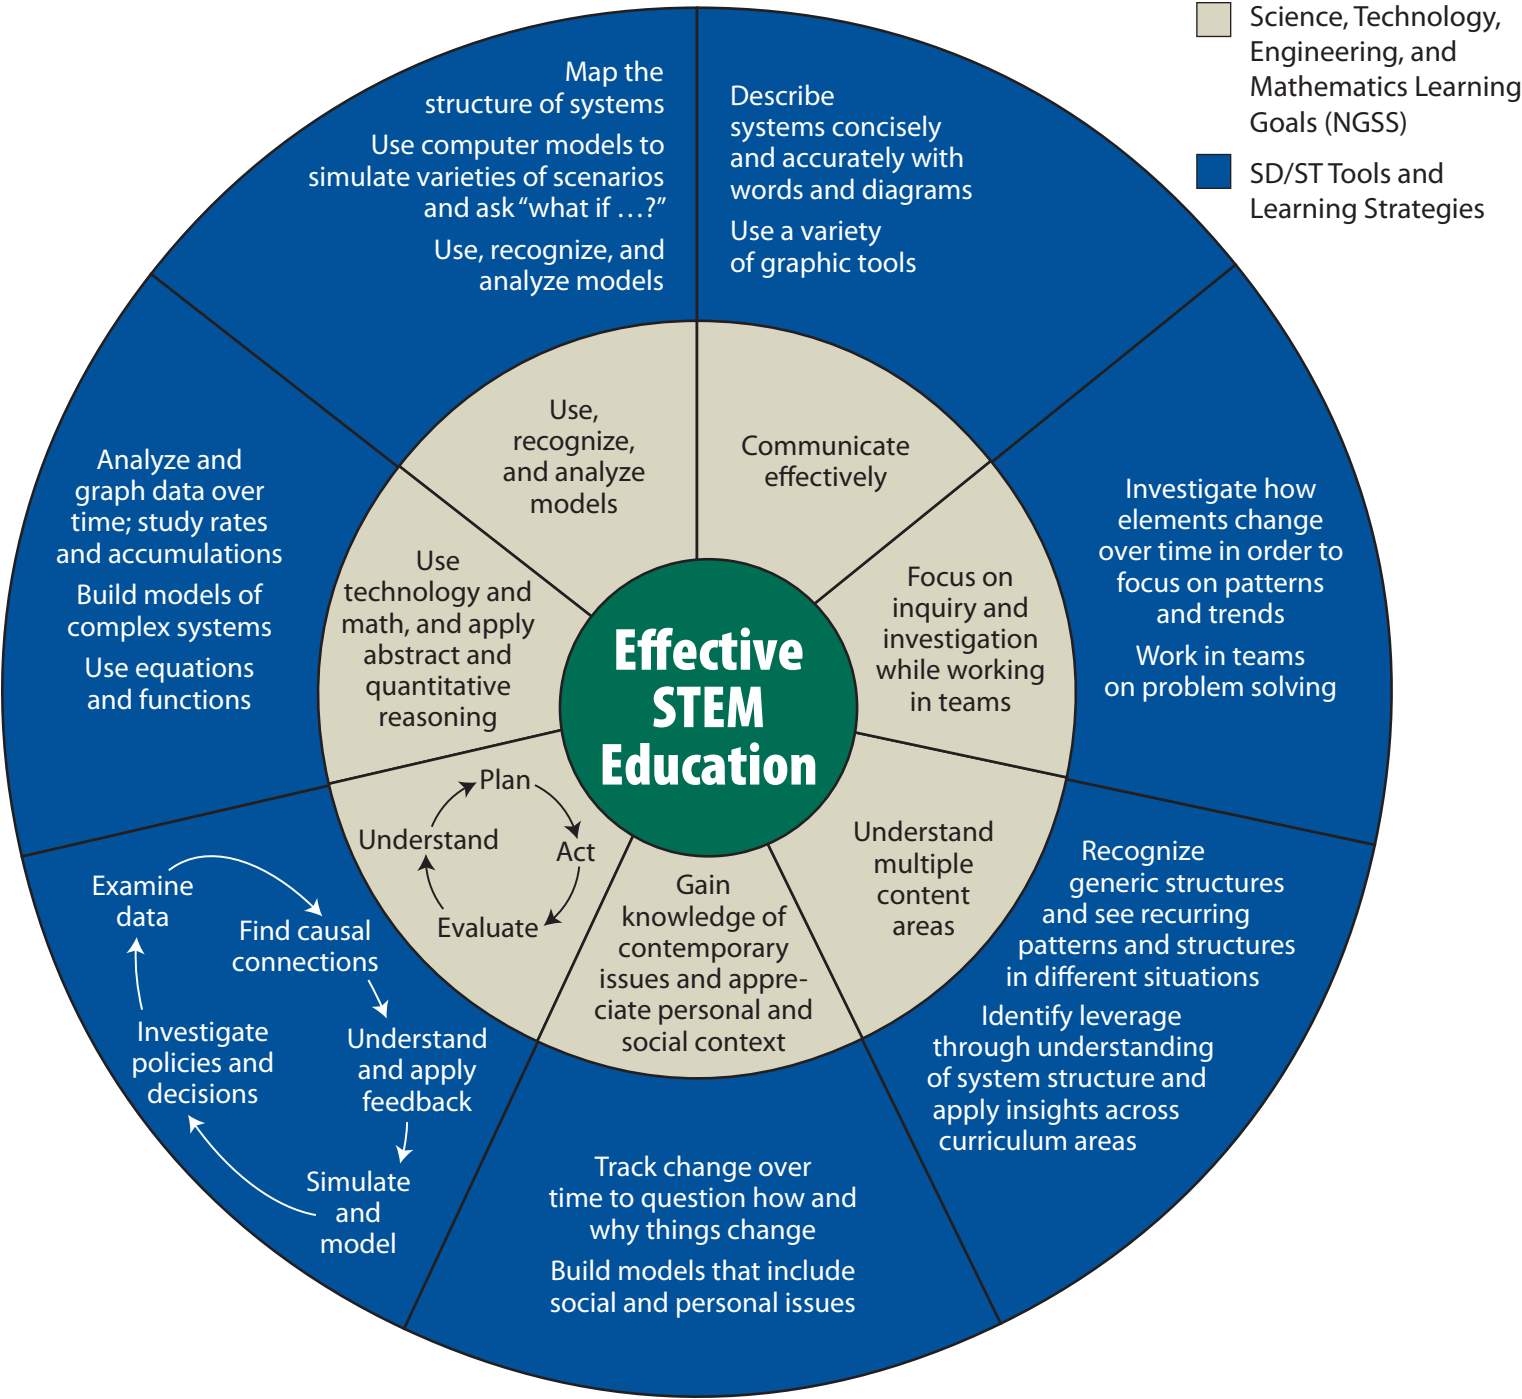 Science, Technology,
Engineering, and
Mathematics Learning
Goals (NGSS)
SD/ST Tools and
Learning Strategies
Map the
structure of systems
Use computer models to
simulate varieties of scenarios
and ask “what if …?”
Use, recognize, and
analyze models
Describe
systems concisely
and accurately with
words and diagrams
Use a variety
of graphic tools
Investigate how
elements change
over time in order to
focus on patterns
and trends
Work in teams
on problem solving
Recognize
generic structures
and see recurring
patterns and structures
in different situations
Identify leverage
through understanding
of system structure and
apply insights across
curriculum areas
Track change over
time to question how and
why things change
Build models that include
social and personal issues
Examine
data
Find causal
connections
Understand
and apply
feedback
Simulate
and
model
Investigate
policies and
decisions
Analyze and
graph data over
time; study rates
and accumulations
Build models of
complex systems
Use equations
and functions
Use,
recognize,
and analyze
models
Communicate
effectively
Focus on
inquiry and
investigation
while working
in teams
Understand
multiple
content
areas
Gain
knowledge of
contemporary
issues and appre-
ciate personal and
social context
Plan
Act
Evaluate
Understand
Use
technology and
math, and apply
abstract and
quantitative
reasoning
Effective
STEM
Education